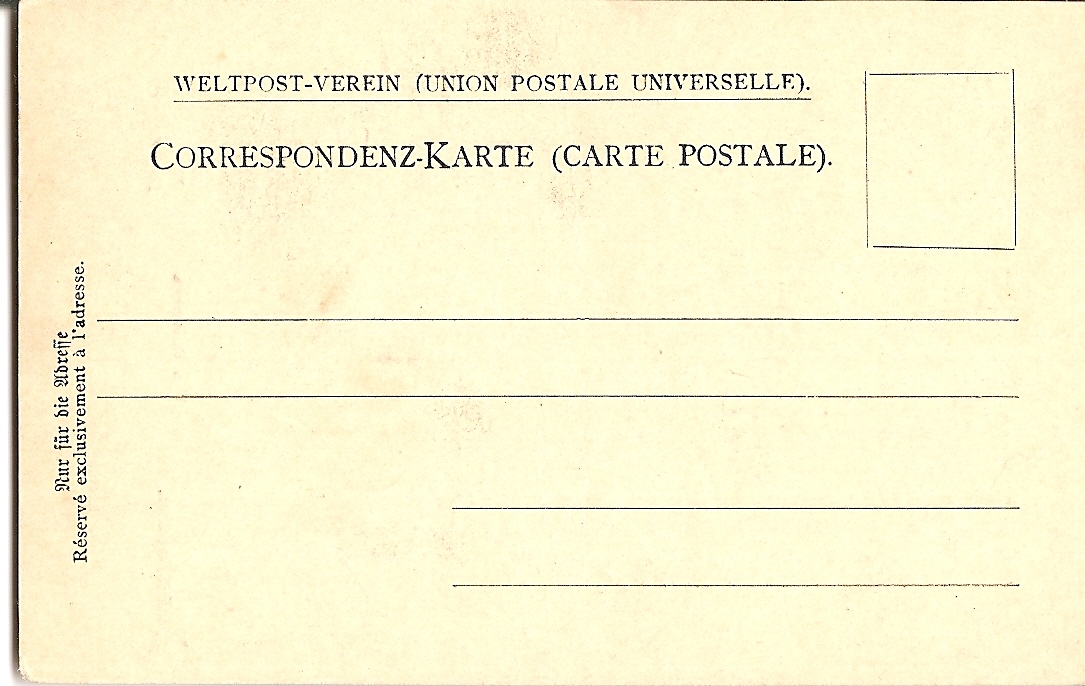 WELTPOST-VEREIN (UNION POSTALE UNIVERSELLE).
CORRESPONDENZ-KARTE (CARTE POSTALE).
Nur für die Adresse
Réservé exclusivement à l'adresse.